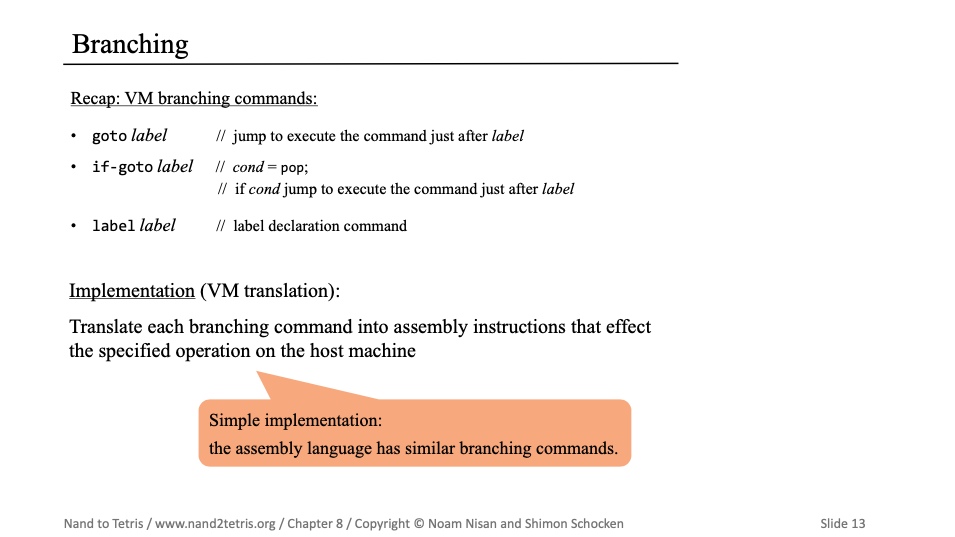 Branching
Recap: VM branching commands:
• goto label // jump to execute the command just after label
• if-goto label // cond = pop;
// if cond jump to execute the command just after label
• label label // label declaration command
Implementation (VM translation):
Translate each branching command into assembly instructions that effect
the specified operation on the host machine
Simple implementation:
the assembly language has similar branching commands.
Nand to Tetris / www.nand2tetris.org / Chapter 8 / Copyright © Noam Nisan and Shimon Schocken Slide 13